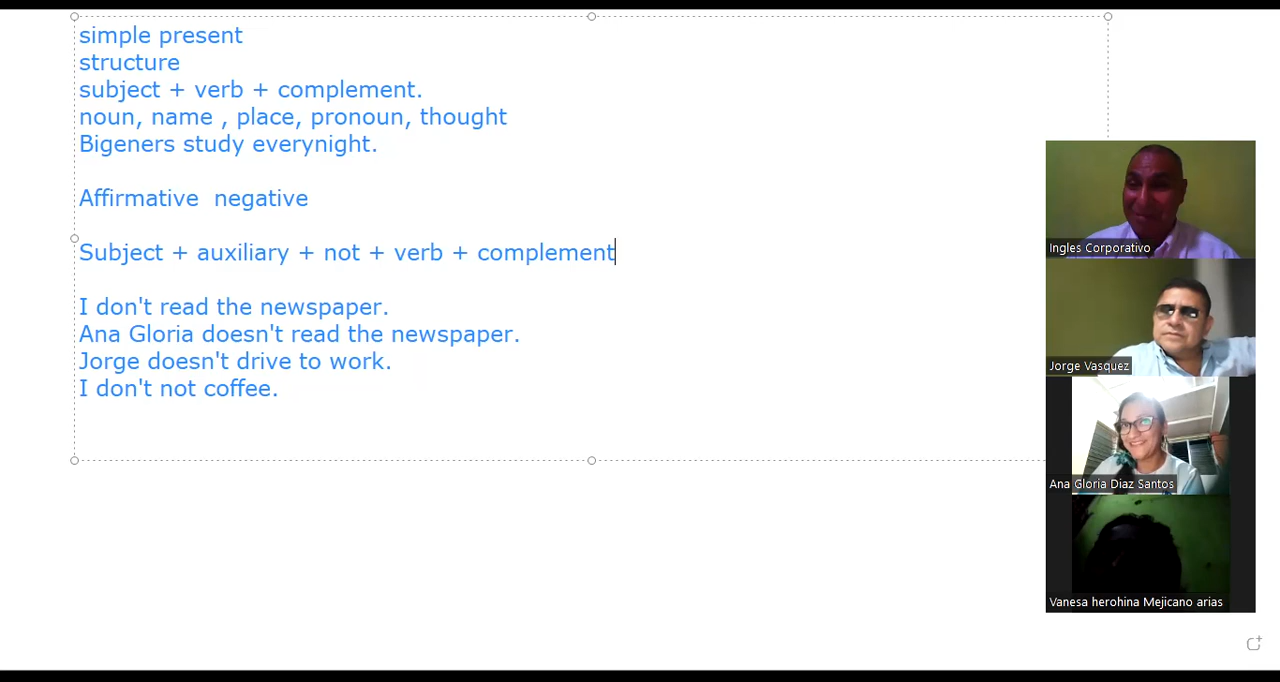 simple present
structure
subject + verb + complement.
noun, name , place, pronoun, thought
Bigeners study everynight.
Affirmative  negative
Subject + auxiliary + not + verb + complement
I don't read the newspaper.
Ana Gloria doesn't read the newspaper.
Jorge doesn't drive to work.
I don't not coffee.
Ingles Corporativo
Jorge Vasquez
Ana Gloria Diaz Santos
Vanesa herohina Mejicano arias